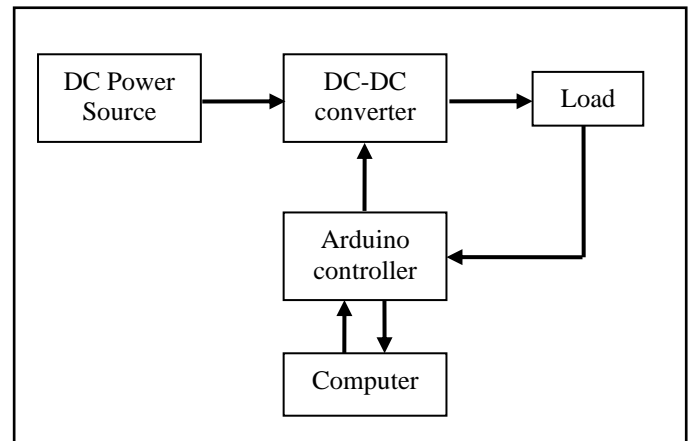 DC Power
Source
DC-DC
converter
Load
Arduino
controller
Computer